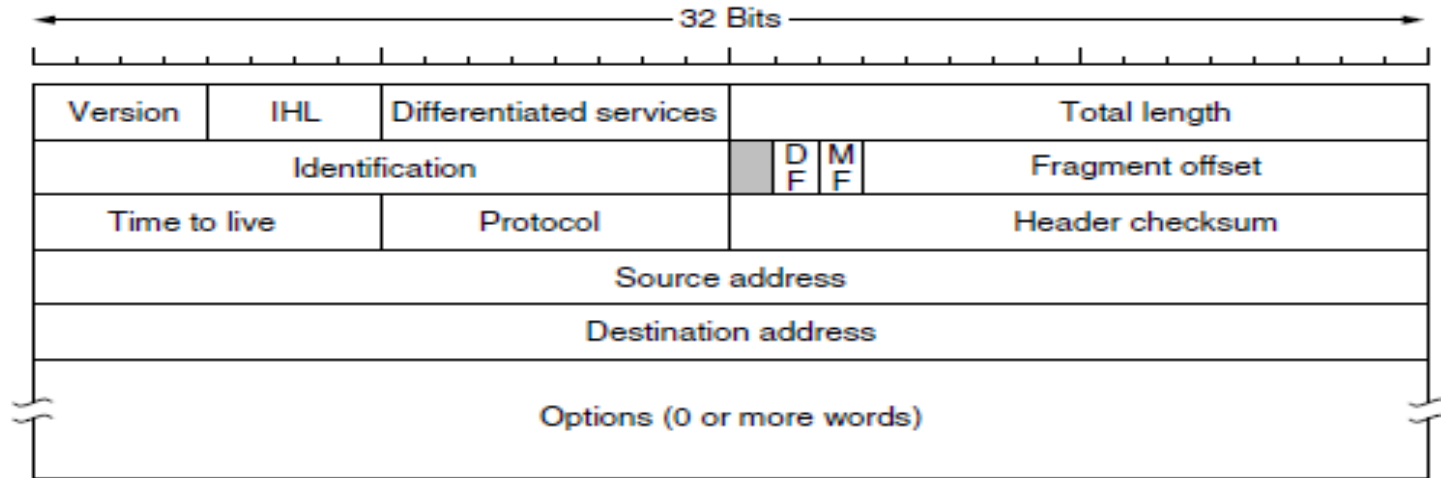 32 Bits
Version IHL Differentiated services Total length
Identification D F M F Fragment offset
Time to live Protocol Header checksum
Source address
Destination address
Options (0 or more words)